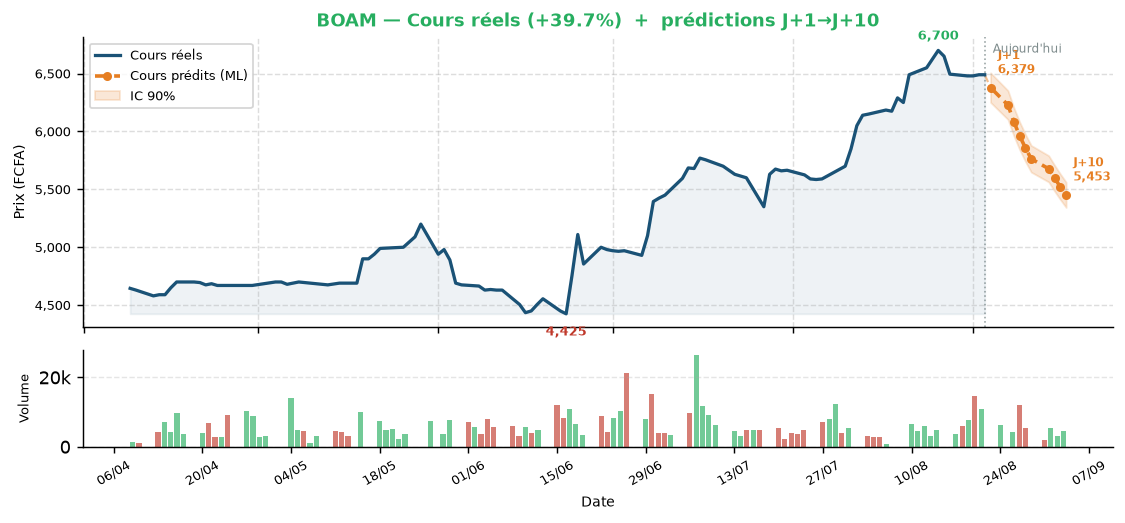 BOAM — Cours réels (+39.7%)  +  prédictions J+1→J+10
Cours réels
Cours prédits (ML)
IC 90%
6,700
Aujourd'hui
J+1
6,379
J+10
5,453
4,425
Prix (FCFA)
6,500
6,000
5,500
5,000
4,500
Volume
20k
0
06/04
20/04
04/05
18/05
01/06
15/06
29/06
13/07
27/07
10/08
24/08
07/09
Date